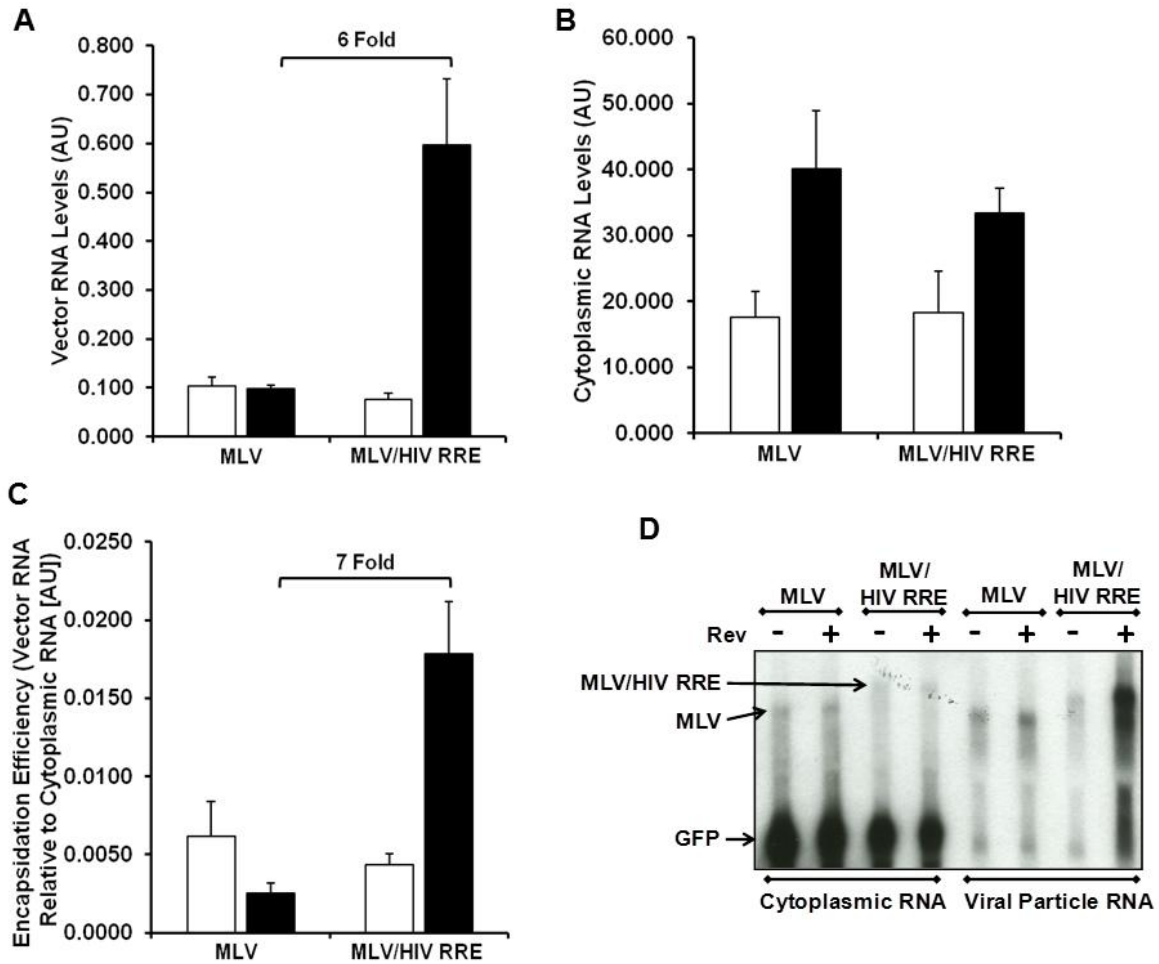 A
Vector RNA Levels (AU)
0.800
0.700
0.600
0.500
0.400
0.300
0.200
0.100
0.000
6 Fold
MLV
MLV/HIV RRE
B
Cytoplasmic RNA Levels (AU)
60.000
50.000
40.000
30.000
20.000
10.000
0.000
MLV
MLV/HIV RRE
C
Encapsidation Efficiency (Vector RNA
Relative to Cytoplasmic RNA [AU])
0.0250
0.0200
0.0150
0.0100
0.0050
0.0000
7 Fold
MLV
MLV/HIV RRE
D
MLV
MLV/
HIV RRE
MLV
MLV/
HIV RRE
Rev - + - + - + - +
MLV/HIV RRE
MLV
GFP
Cytoplasmic RNA
Viral Particle RNA